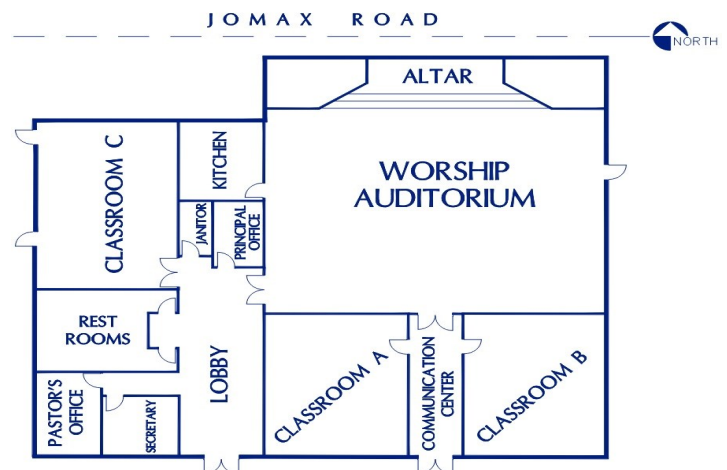 JOMAX ROAD
NORTH
ALTAR
WORSHIP
AUDITORIUM
CLASSROOM C
KITCHEN
JANITOR
PRINCIPAL
OFFICE
REST
ROOMS
LOBBY
PASTOR'S
OFFICE
SECRETARY
CLASSROOM A
COMMUNICATION
CENTER
CLASSROOM B